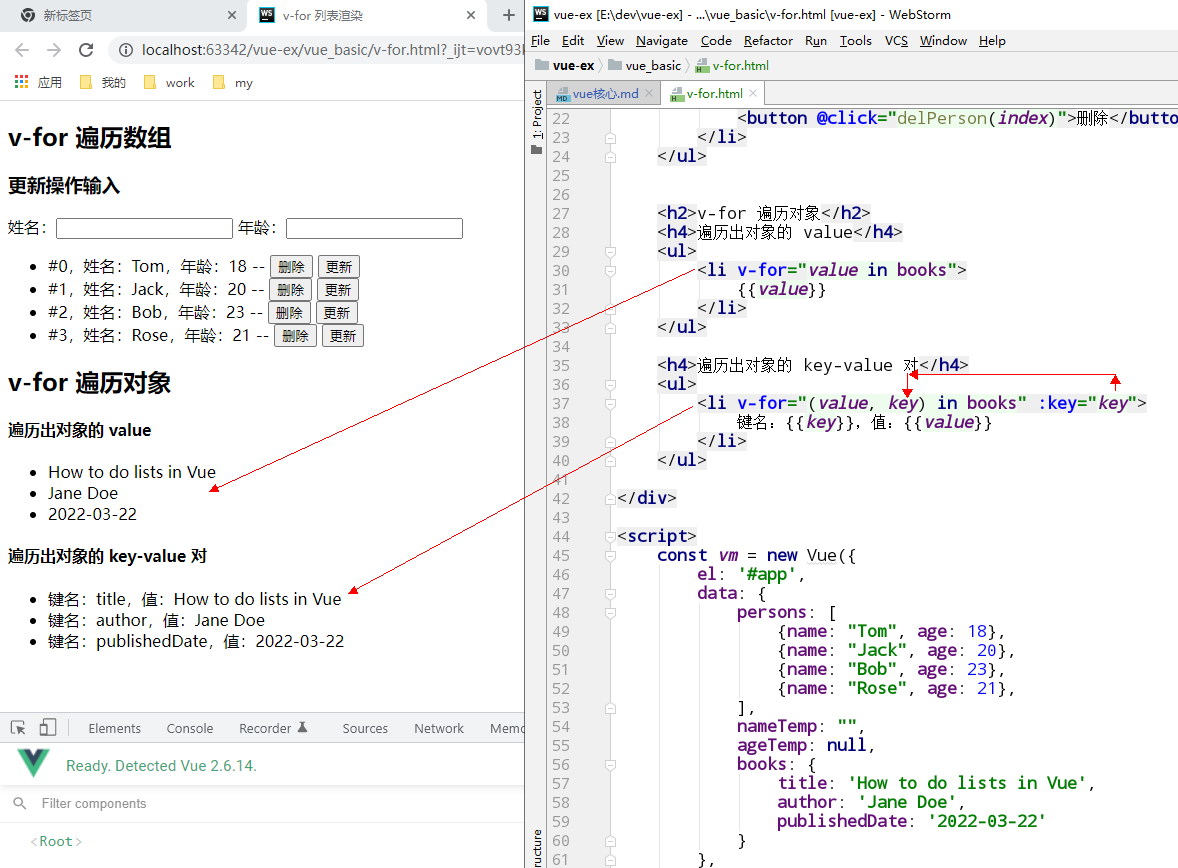 新标签页
v-for 列表渲染
localhost:63342/vue-ex/vue_basic/v-for.html?_ijt=vovt93
应用
我的
work
my
v-for 遍历数组
更新操作输入
姓名：
年龄：
#0，姓名：Tom，年龄：18 -- 删除 更新
#1，姓名：Jack，年龄：20 -- 删除 更新
#2，姓名：Bob，年龄：23 -- 删除 更新
#3，姓名：Rose，年龄：21 -- 删除 更新
v-for 遍历对象
遍历出对象的 value
How to do lists in Vue
Jane Doe
2022-03-22
遍历出对象的 key-value 对
键名：title，值：How to do lists in Vue
键名：author，值：Jane Doe
键名：publishedDate，值：2022-03-22
Elements Console Recorder Sources Network Memo
Ready. Detected Vue 2.6.14.
Filter components
<Root>
WS vue-ex [E:\dev\vue-ex] - ...\vue_basic\v-for.html [vue-ex] - WebStorm
File Edit View Navigate Code Refactor Run Tools VCS Window Help
vue-ex vue_basic v-for.html
vue核心.md v-for.html
1: Project
22 <button @click="delPerson(index)">删除</butto
23 </li>
24 </ul>
25
26
27 <h2>v-for 遍历对象</h2>
28 <h4>遍历出对象的 value</h4>
29 <ul>
30 <li v-for="value in books">
31 {{value}}
32 </li>
33 </ul>
34
35 <h4>遍历出对象的 key-value 对</h4>
36 <ul>
37 <li v-for="(value, key) in books" :key="key">
38 键名：{{key}}，值：{{value}}
39 </li>
40 </ul>
41
42 </div>
43
44 <script>
45 const vm = new Vue({
46 el: '#app',
47 data: {
48 persons: [
49 {name: "Tom", age: 18},
50 {name: "Jack", age: 20},
51 {name: "Bob", age: 23},
52 {name: "Rose", age: 21},
53 ],
54 nameTemp: "",
55 ageTemp: null,
56 books: {
57 title: 'How to do lists in Vue',
58 author: 'Jane Doe',
59 publishedDate: '2022-03-22'
60 }
61 },
ructure